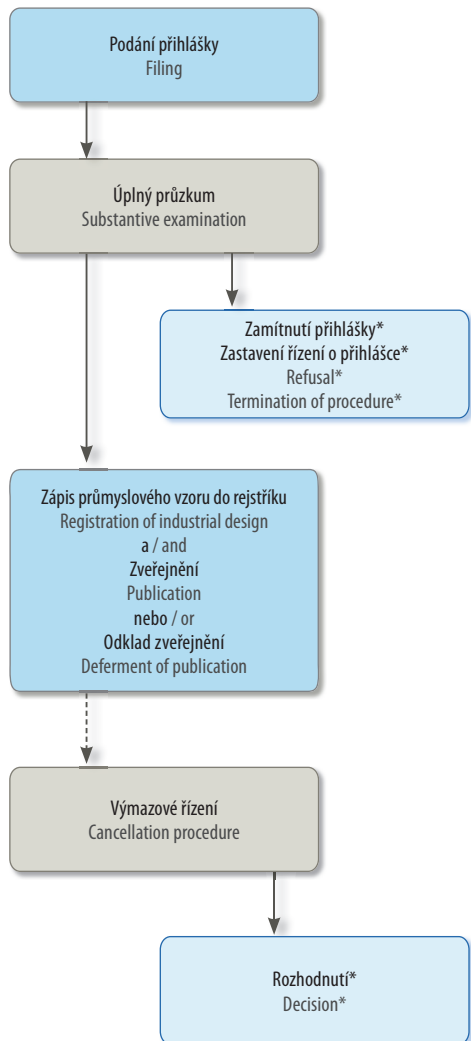 Podání přihlášky
Filing
Úplný průzkum
Substantive examination
Zamítnutí přihlášky*
Zastavení řízení o přihlášce*
Refusal*
Termination of procedure*
Zápis průmyslového vzoru do rejstříku
Registration of industrial design
a / and
Zveřejnění
Publication
nebo / or
Odklad zveřejnění
Deferment of publication
Výmazové řízení
Cancellation procedure
Rozhodnutí*
Decision*